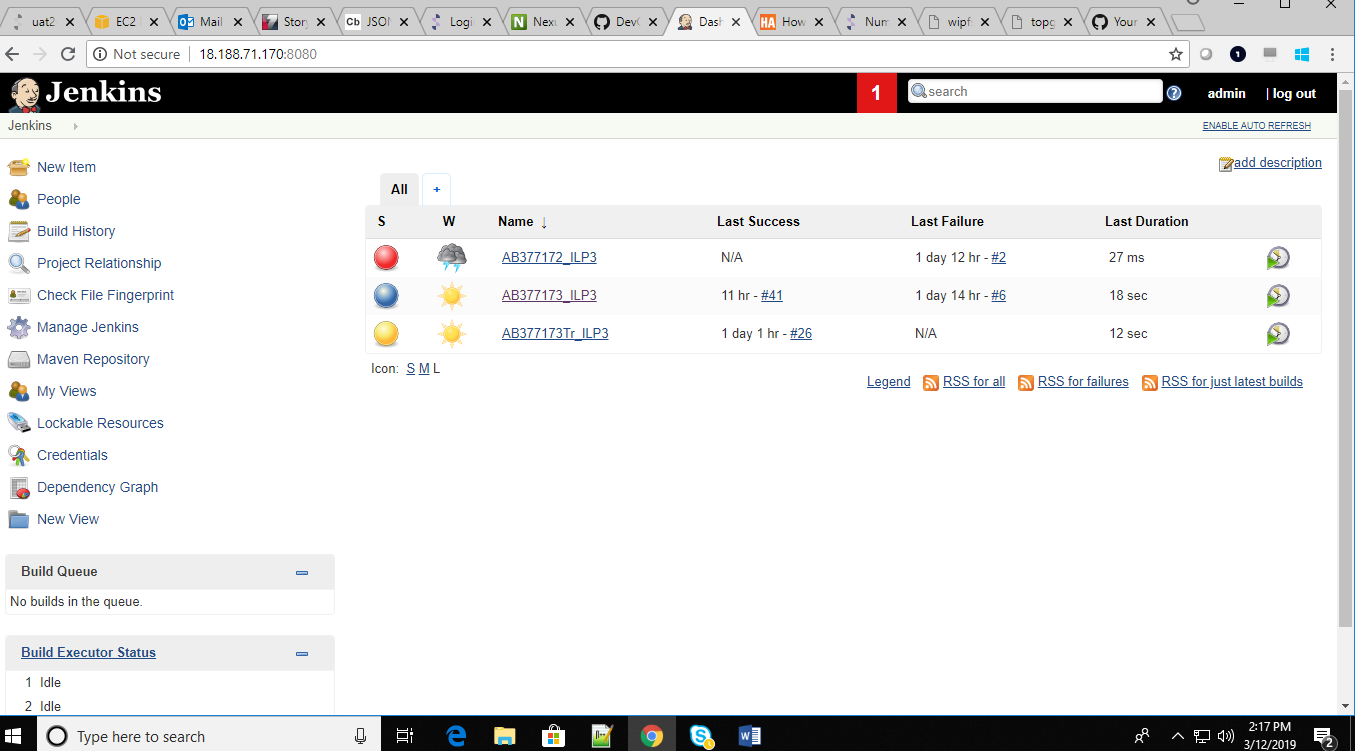 uat2 EC2 Mail Story Cb JSON Logi N Nexu Dev Dash HA How Num wipf topg Your
Not secure 18.188.71.170:8080 1
Jenkins 1 search ? admin | log out
Jenkins ENABLE AUTO REFRESH
add description
New Item
People
Build History
Project Relationship
Check File Fingerprint
Manage Jenkins
Maven Repository
My Views
Lockable Resources
Credentials
Dependency Graph
New View
All +
S W Name ↓ Last Success Last Failure Last Duration
AB377172_ILP3 N/A 1 day 12 hr - #2 27 ms
AB377173_ILP3 11 hr - #41 1 day 14 hr - #6 18 sec
AB377173Tr_ILP3 1 day 1 hr - #26 N/A 12 sec
Icon: S M L
Legend RSS for all RSS for failures RSS for just latest builds
Build Queue
No builds in the queue.
Build Executor Status
1 Idle
2 Idle
Type here to search
2:17 PM
3/12/2019 2